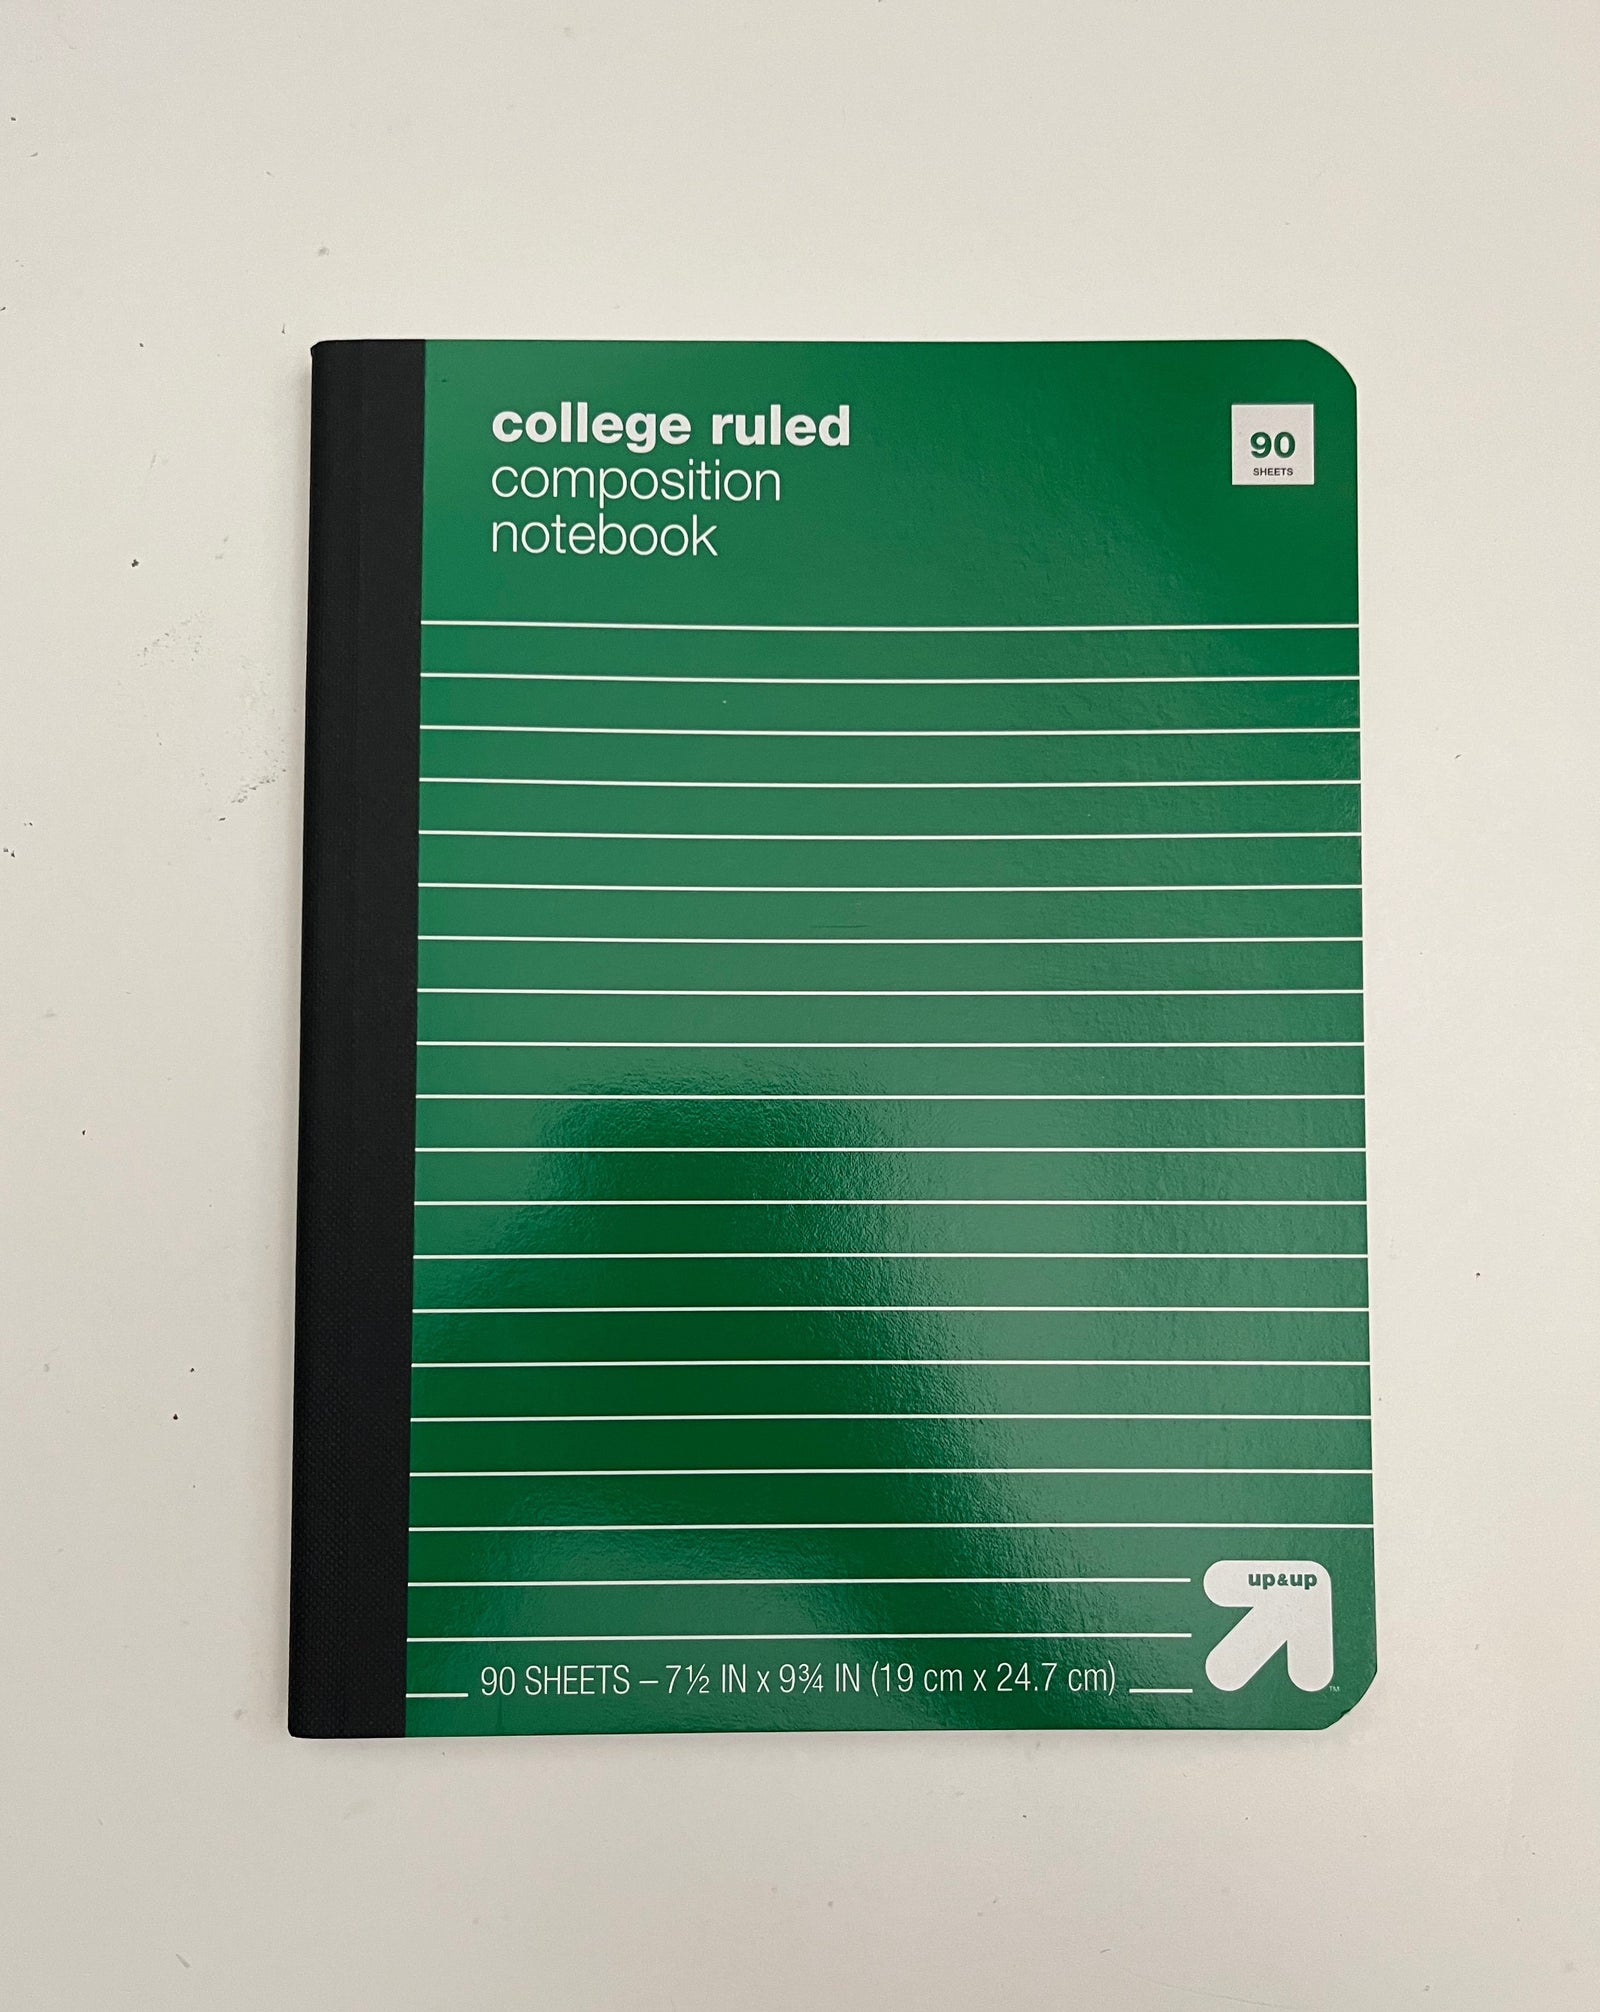 college ruled
composition
notebook
90
SHEETS
up&up
90 SHEETS – 7½ IN x 9¾ IN (19 cm x 24.7 cm)
TM